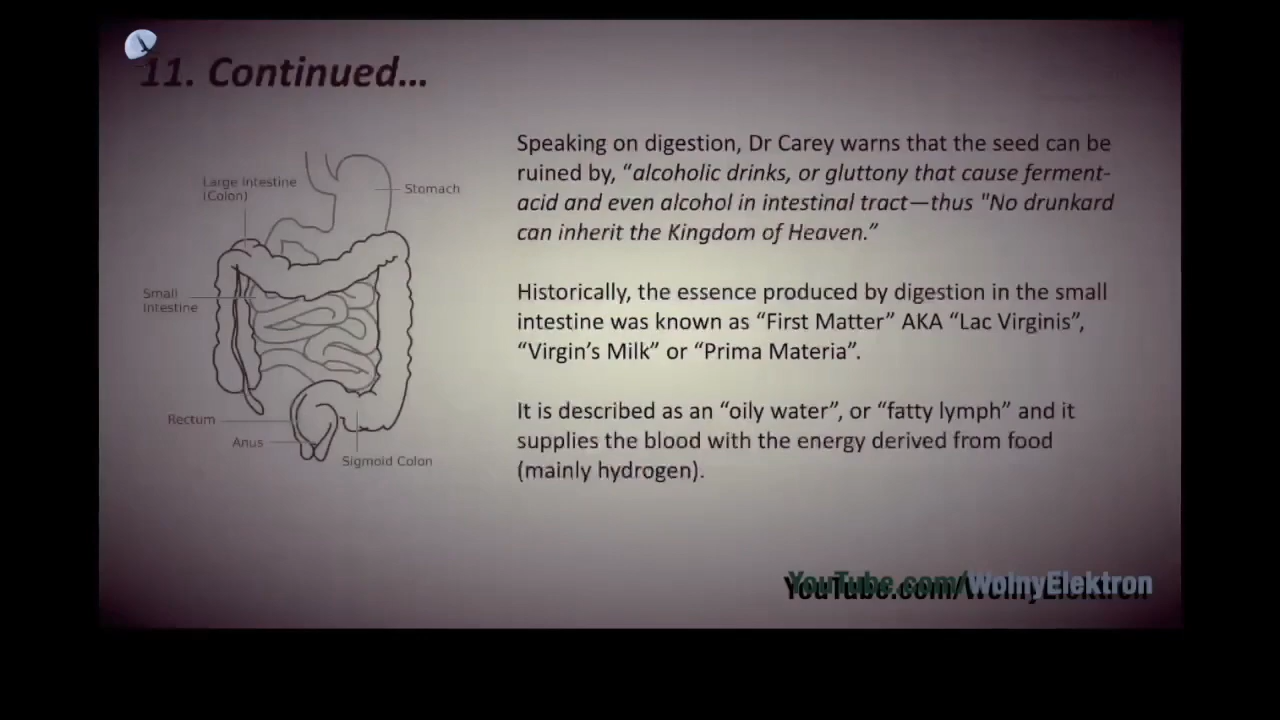 11. Continued...
Large Intestine
(Colon)
Stomach
Small
Intestine
Rectum
Anus
Sigmoid Colon
Speaking on digestion, Dr Carey warns that the seed can be
ruined by, “alcoholic drinks, or gluttony that cause ferment-
acid and even alcohol in intestinal tract—thus "No drunkard
can inherit the Kingdom of Heaven.”
Historically, the essence produced by digestion in the small
intestine was known as “First Matter” AKA “Lac Virginis”,
“Virgin’s Milk” or “Prima Materia”.
It is described as an “oily water”, or “fatty lymph” and it
supplies the blood with the energy derived from food
(mainly hydrogen).
YouTube.com/WolnyElektron